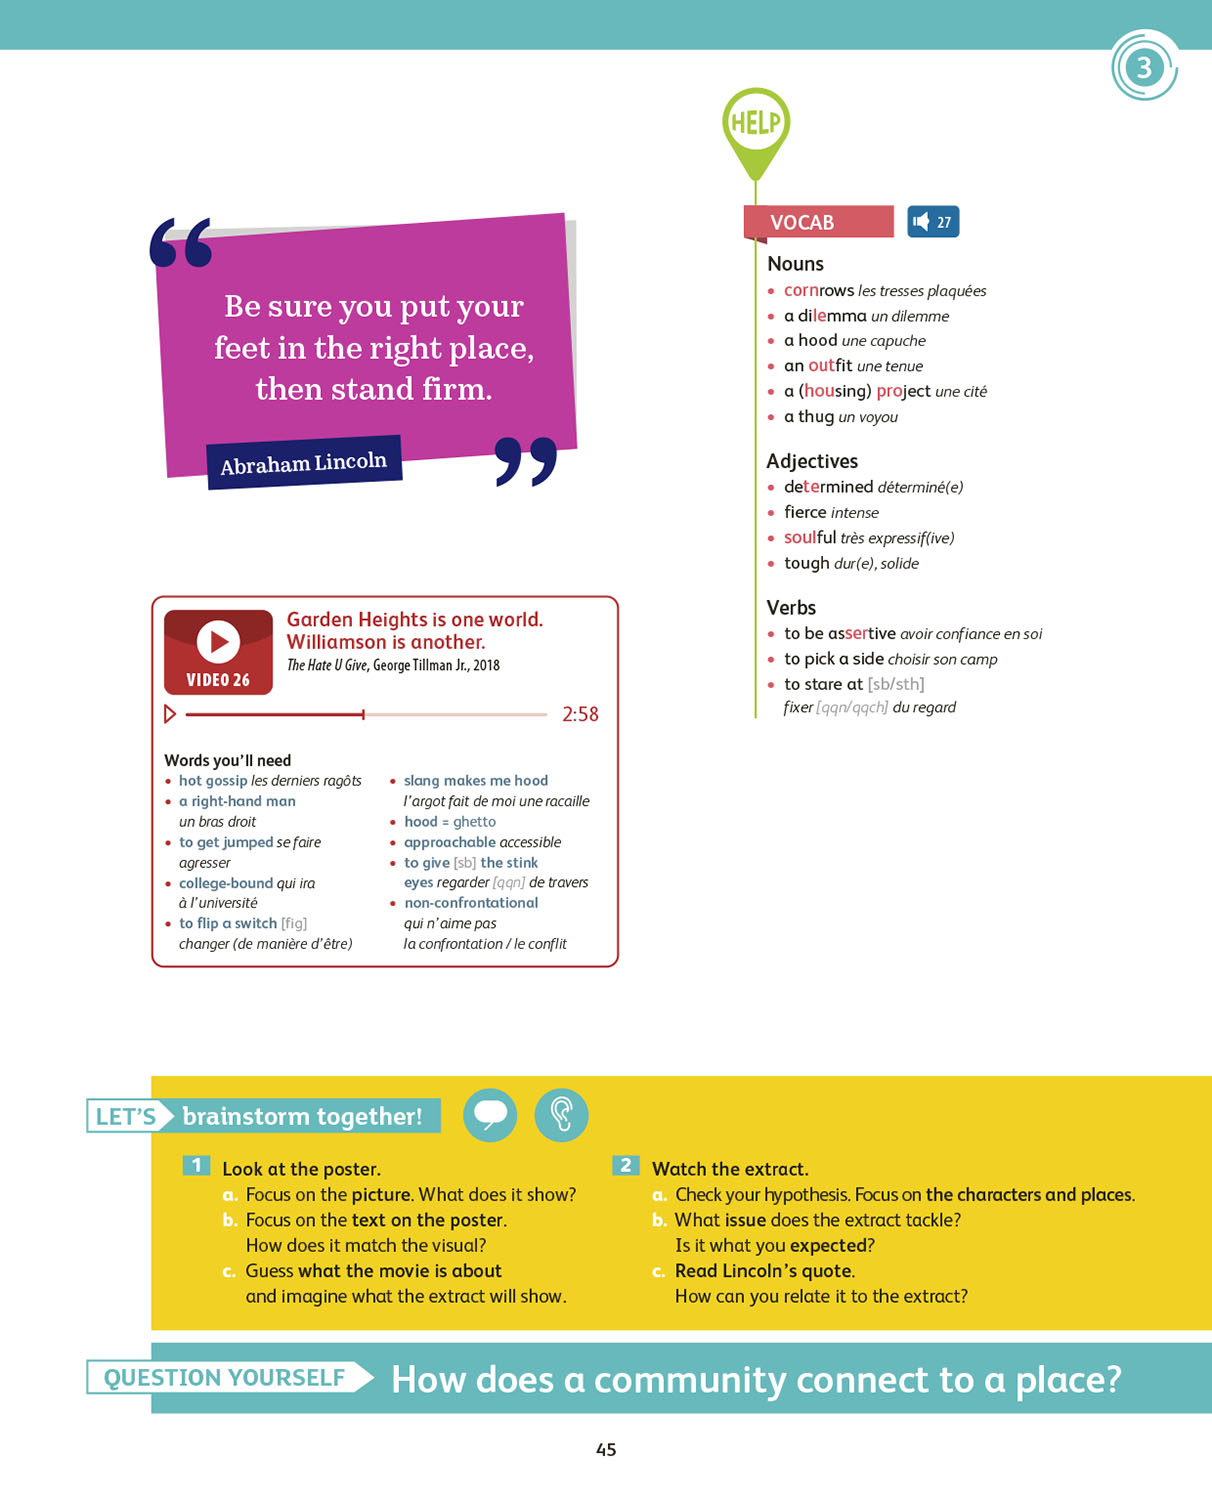 3
HELP
VOCAB
27
Nouns
• cornrows les tresses plaquées
• a dilemma un dilemme
• a hood une capuche
• an outfit une tenue
• a (housing) project une cité
• a thug un voyou
Adjectives
• determined déterminé(e)
• fierce intense
• soulful très expressif(ive)
• tough dur(e), solide
Verbs
• to be assertive avoir confiance en soi
• to pick a side choisir son camp
• to stare at [sb/sth]
fixer [qqn/qqch] du regard
“
Be sure you put your
feet in the right place,
then stand firm.
”
Abraham Lincoln
VIDEO 26
Garden Heights is one world.
Williamson is another.
The Hate U Give, George Tillman Jr., 2018
2:58
Words you’ll need
• hot gossip les derniers ragôts
• a right-hand man
un bras droit
• to get jumped se faire
agresser
• college-bound qui ira
à l’université
• to flip a switch [fig]
changer (de manière d’être)
• slang makes me hood
l’argot fait de moi une racaille
• hood = ghetto
• approachable accessible
• to give [sb] the stink
eyes regarder [qqn] de travers
• non-confrontational
qui n’aime pas
la confrontation / le conflit
LET’S brainstorm together!
1 Look at the poster.
a. Focus on the picture. What does it show?
b. Focus on the text on the poster.
How does it match the visual?
c. Guess what the movie is about
and imagine what the extract will show.
2 Watch the extract.
a. Check your hypothesis. Focus on the characters and places.
b. What issue does the extract tackle?
Is it what you expected?
c. Read Lincoln’s quote.
How can you relate it to the extract?
QUESTION YOURSELF How does a community connect to a place?
45